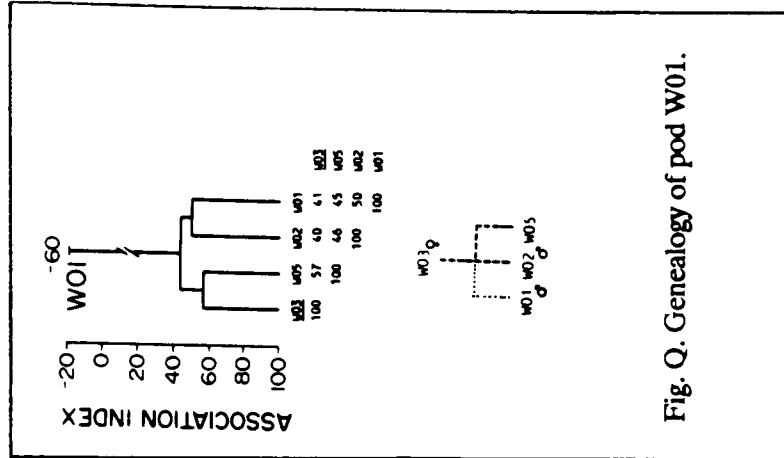 -60
WO1
-20
0
20
40
60
80
100
ASSOCIATION INDEX
W03 W05 W02 W01
100 57 40 41 W03
100 46 45 W05
100 50 W02
100 W01
W03♀
W01 W02 W05
♂ ♂
Fig. Q. Genealogy of pod W01.